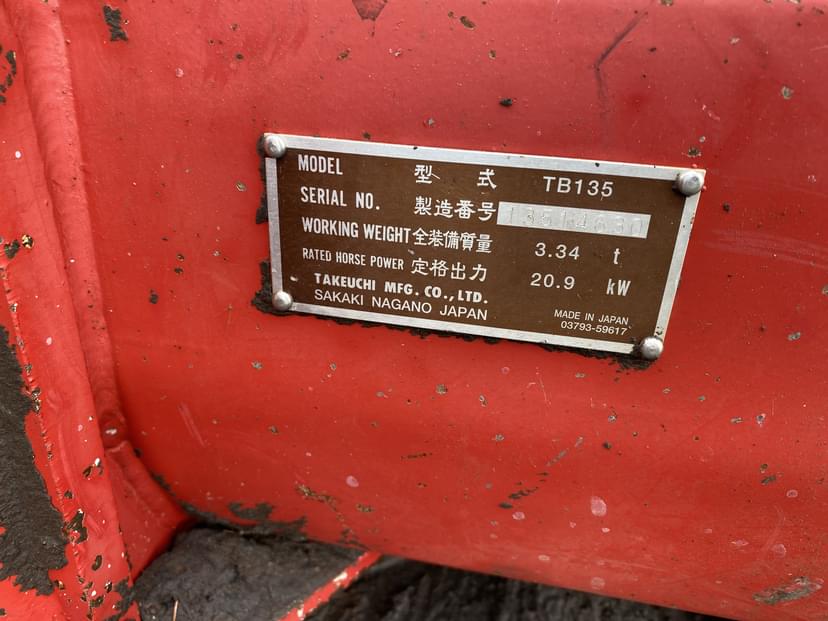 MODEL 型式 TB135
SERIAL NO. 製造番号
WORKING WEIGHT 全装備質量 3.34 t
RATED HORSE POWER 定格出力 20.9 kW
TAKEUCHI MFG. CO., LTD.
SAKAKI NAGANO JAPAN
MADE IN JAPAN
03793-59617